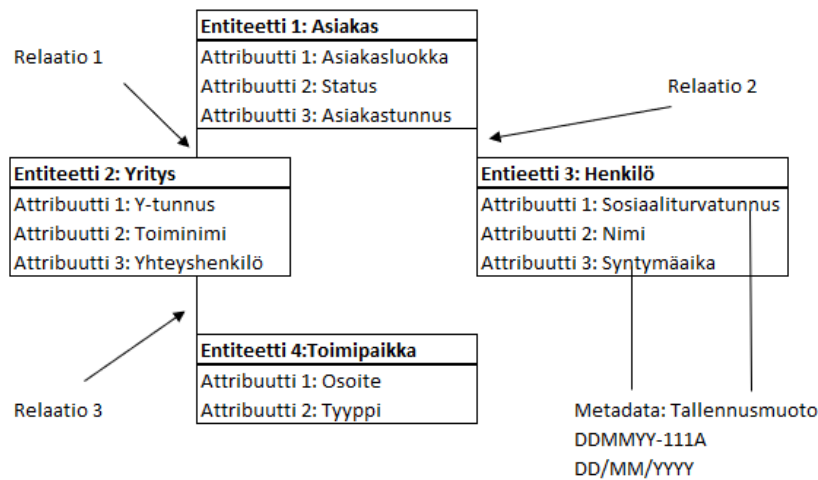 Entiteetti 1: Asiakas
Attribuutti 1: Asiakasluokka
Attribuutti 2: Status
Attribuutti 3: Asiakastunnus
Relaatio 1
Relaatio 2
Entiteetti 2: Yritys
Attribuutti 1: Y-tunnus
Attribuutti 2: Toiminimi
Attribuutti 3: Yhteyshenkilö
Entieetti 3: Henkilö
Attribuutti 1: Sosiaaliturvatunnus
Attribuutti 2: Nimi
Attribuutti 3: Syntymäaika
Entiteetti 4:Toimipaikka
Attribuutti 1: Osoite
Attribuutti 2: Tyyppi
Relaatio 3
Metadata: Tallennusmuoto
DDMMYY-111A
DD/MM/YYYY